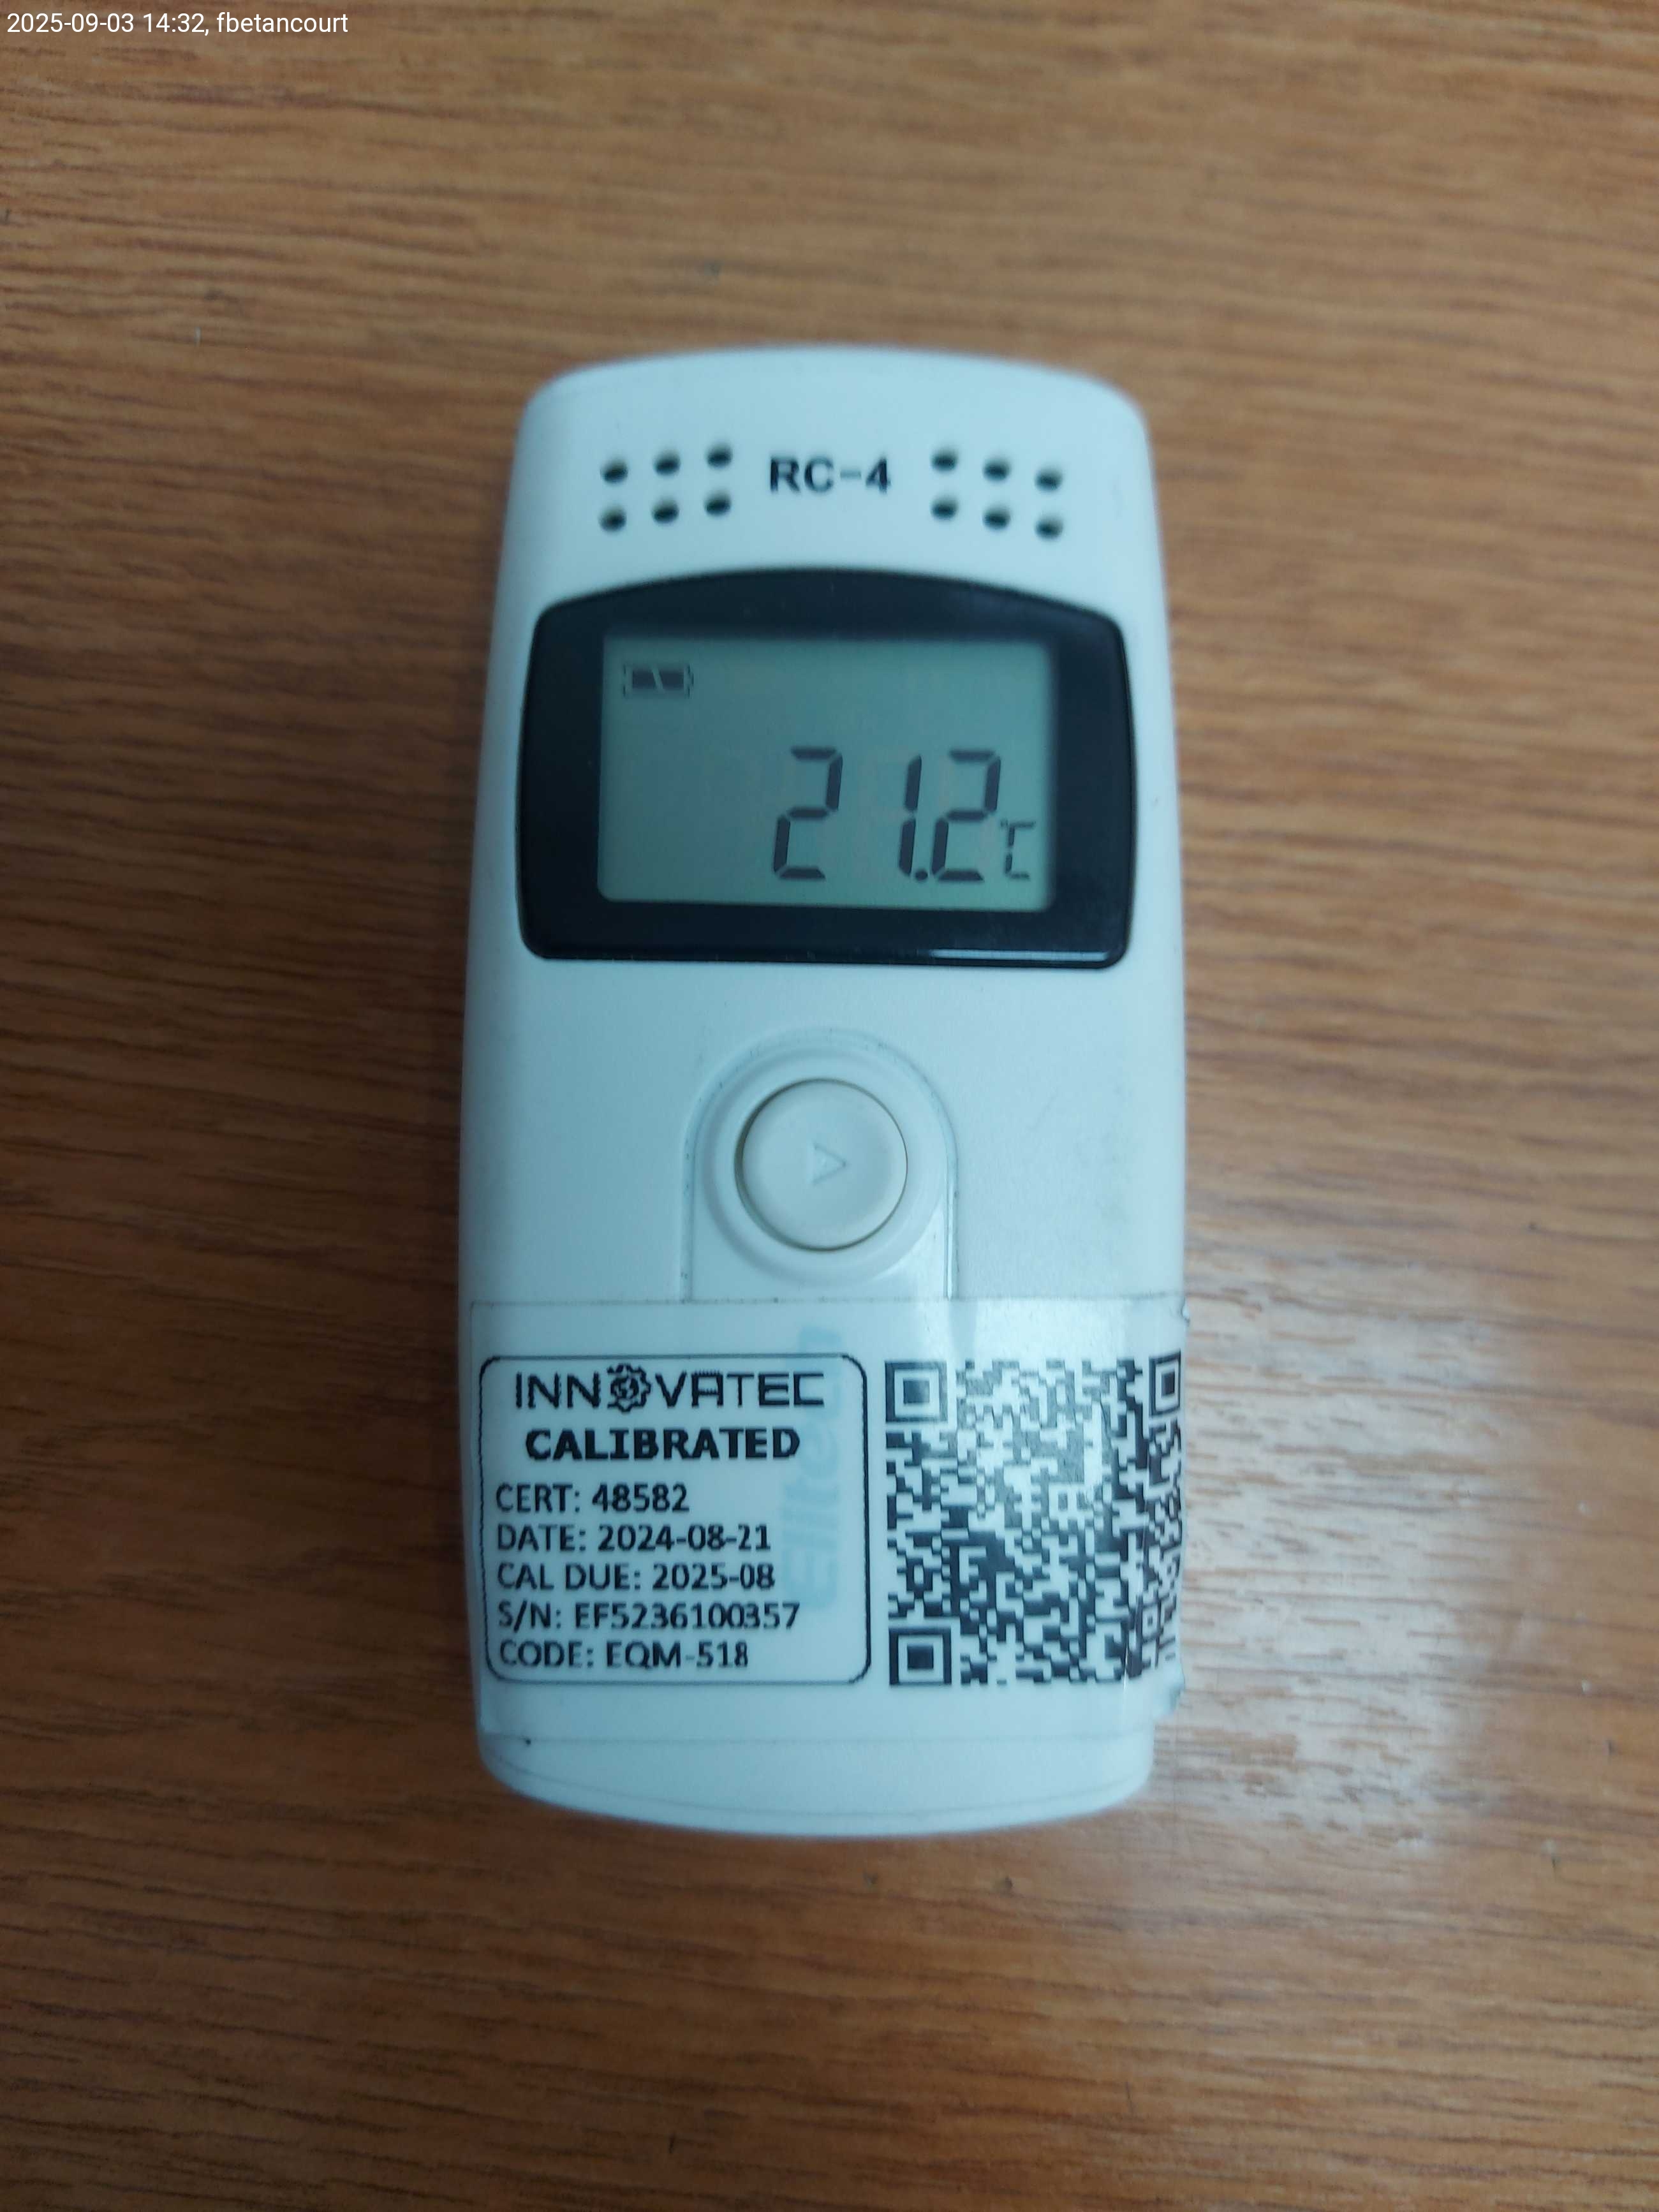 2025-09-03 14:32, fbetancourt
RC-4
21.2 ℃
INNOVATEC
CALIBRATED
CERT: 48582
DATE: 2024-08-21
CAL DUE: 2025-08
S/N: EF5236100357
CODE: EQM-518
Elitech